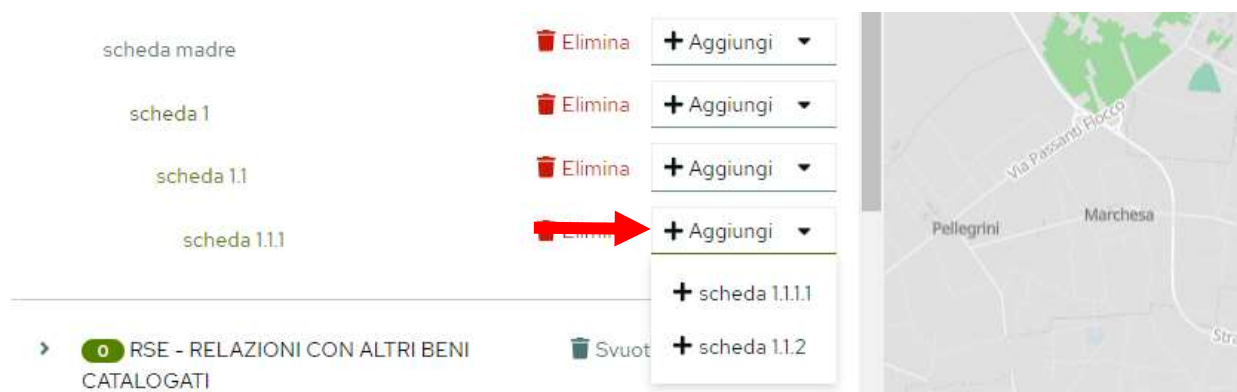 scheda madre Elimina Aggiungi
scheda 1 Elimina Aggiungi
scheda 1.1 Elimina Aggiungi
scheda 1.1.1 Aggiungi
scheda 1.1.1.1
scheda 1.1.2
0 RSE - RELAZIONI CON ALTRI BENI Svuot
CATALOGATI
Via Passanti Flocco
Pellegrini
Marchesa
Stra